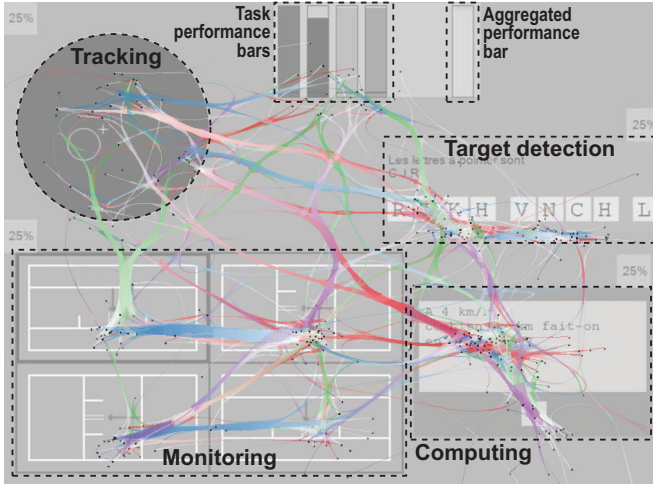 25%
Task
performance
bars
Aggregated
performance
bar
Tracking
25%
Target detection
Les lettres à pointer sont
C I R
R K H V N C H L
25%
25%
A 4 km/
km fait-on
Monitoring
Computing